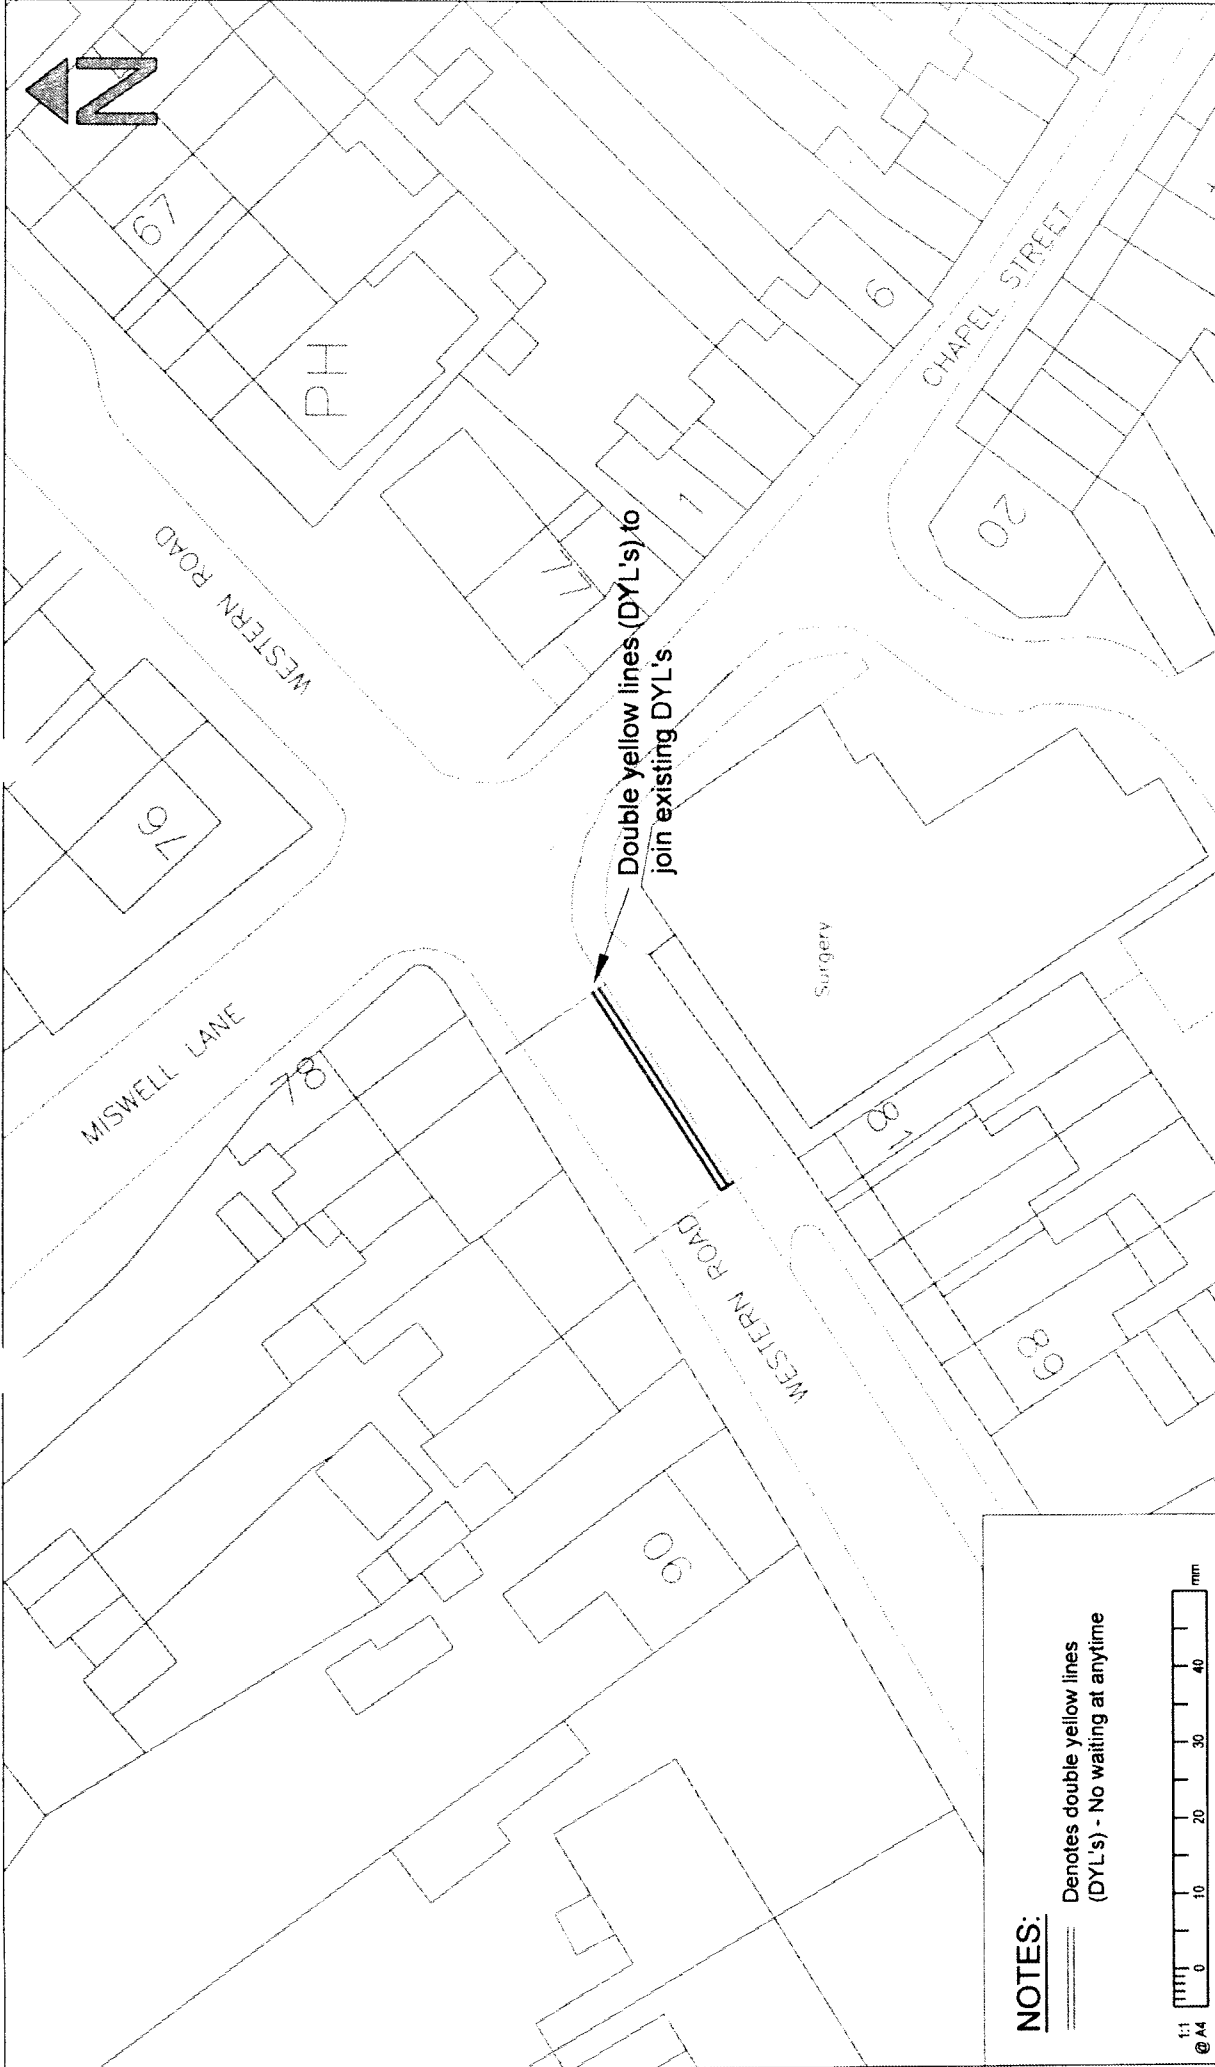 N
67
PH
WESTERN ROAD
76
77
1
9
CHAPEL STREET
20
Double yellow lines (DYL's) to
join existing DYL's
MISWELL LANE
78
Surgery
81
WESTERN ROAD
89
90
NOTES:
Denotes double yellow lines
(DYL's) - No waiting at anytime
1:1
@ A4
0
10
20
30
40
mm